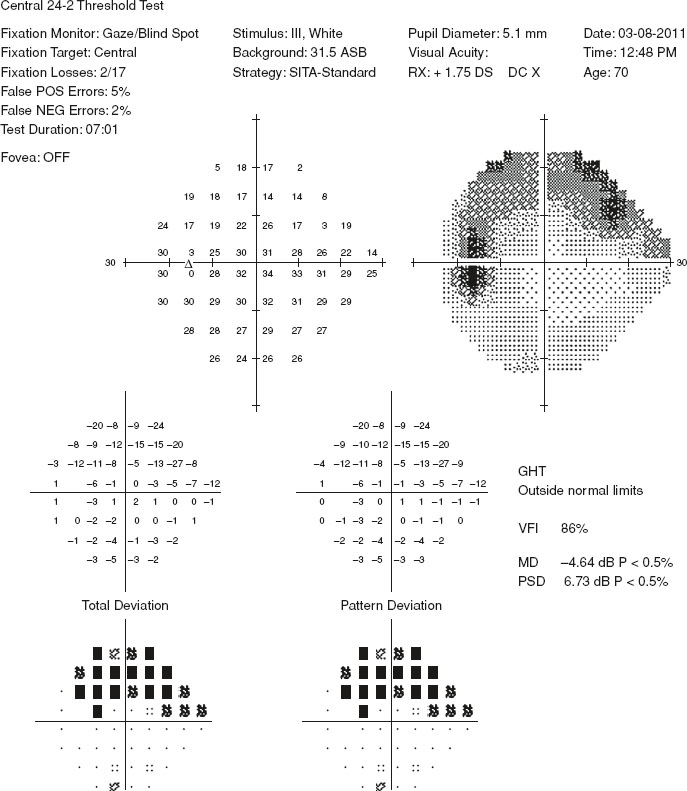 Central 24-2 Threshold Test
Fixation Monitor: Gaze/Blind Spot Stimulus: III, White Pupil Diameter: 5.1 mm Date: 03-08-2011
Fixation Target: Central Background: 31.5 ASB Visual Acuity: Time: 12:48 PM
Fixation Losses: 2/17 Strategy: SITA-Standard RX: + 1.75 DS DC X Age: 70
False POS Errors: 5%
False NEG Errors: 2%
Test Duration: 07:01
Fovea: OFF
5 18 17 2
19 18 17 14 14 8
24 17 19 22 26 17 3 19
30 3 25 30 31 28 26 22 14
30 30
30 0 28 32 34 33 31 29 25
30 30 29 30 32 31 29 29
28 28 27 29 27 27
26 24 26 26
–20 –8 –9 –24 –20 –8 –9 –24
–8 –9 –12 –15 –15 –20 –9 –10 –12 –15 –15 –20
–3 –12 –11 –8 –5 –13 –27 –8 –4 –12 –11 –8 –5 –13 –27 –9
1 –6 –1 0 –3 –5 –7 –12 1 –6 –1 0 –3 –5 –7 –12
1 –3 1 2 1 0 0 –1 0 –3 0 1 1 –1 –1 –1
1 0 –2 –2 0 0 –1 1 0 –1 –3 –2 0 –1 –1 0
–1 –2 –4 –1 –3 –2 –2 –2 –4 –2 –4 –2
–3 –5 –3 –2 –3 –5 –3 –3
GHT
Outside normal limits
VFI 86%
MD –4.64 dB P < 0.5%
PSD 6.73 dB P < 0.5%
Total Deviation Pattern Deviation